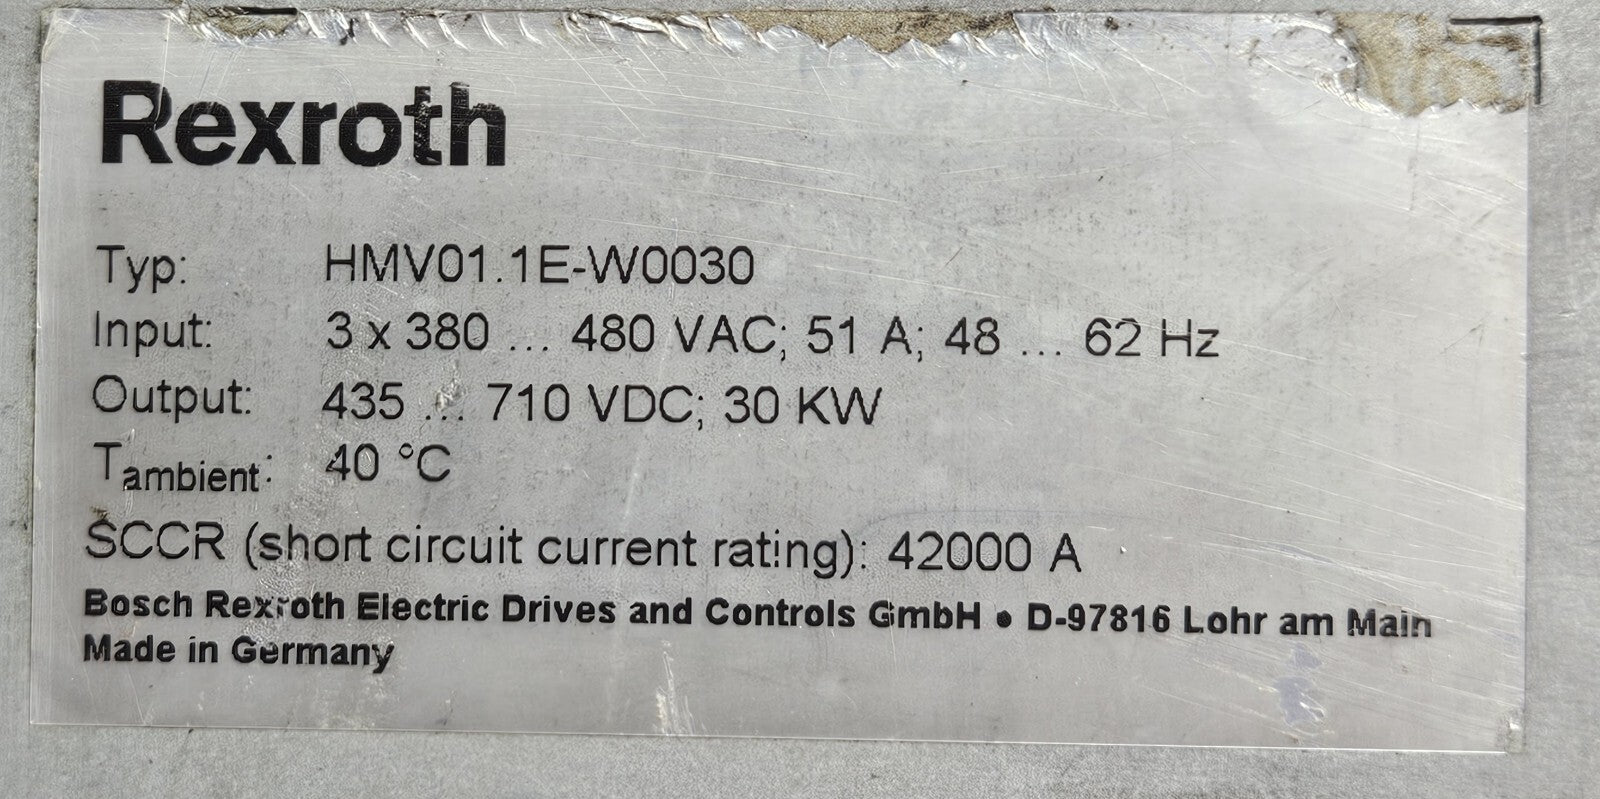 Rexroth
Typ: HMV01.1E-W0030
Input: 3 x 380 ... 480 VAC; 51 A; 48 ... 62 Hz
Output: 435 ... 710 VDC; 30 KW
Tambient: 40 °C
SCCR (short circuit current rating): 42000 A
Bosch Rexroth Electric Drives and Controls GmbH • D-97816 Lohr am Main
Made in Germany